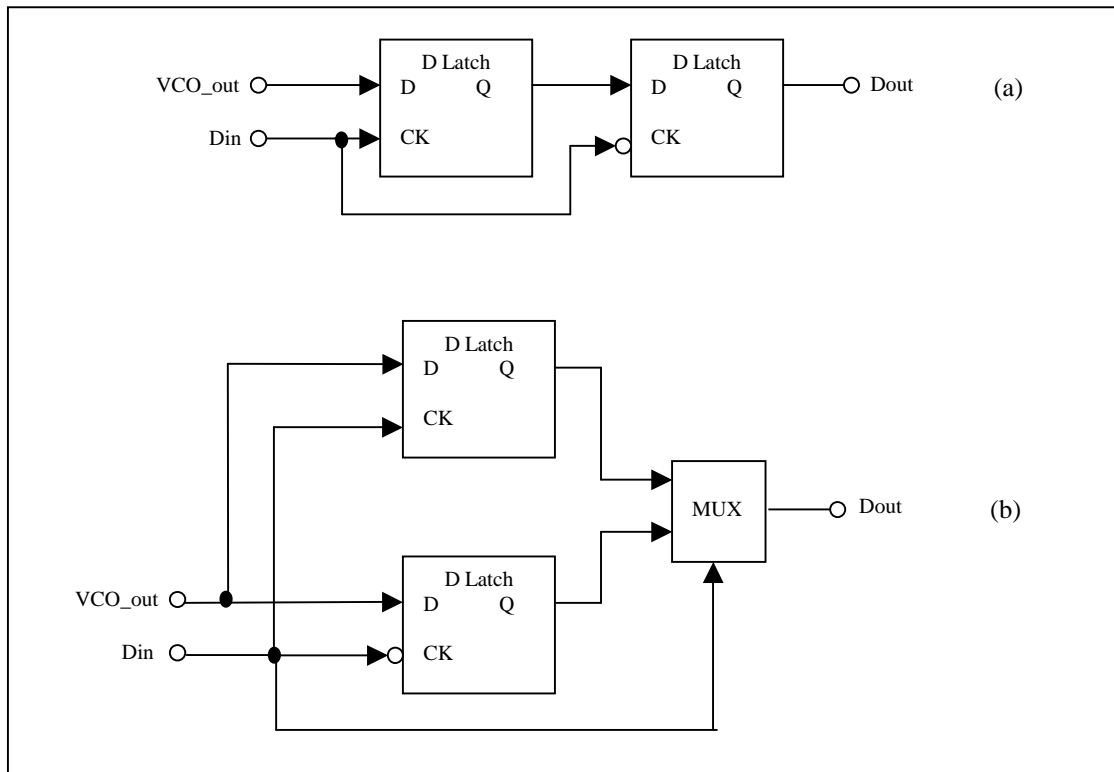 D Latch
D Latch
VCO_out
D
Q
D
Q
Dout
(a)
Din
CK
CK
D Latch
D
Q
CK
MUX
Dout
(b)
D Latch
VCO_out
D
Q
Din
CK